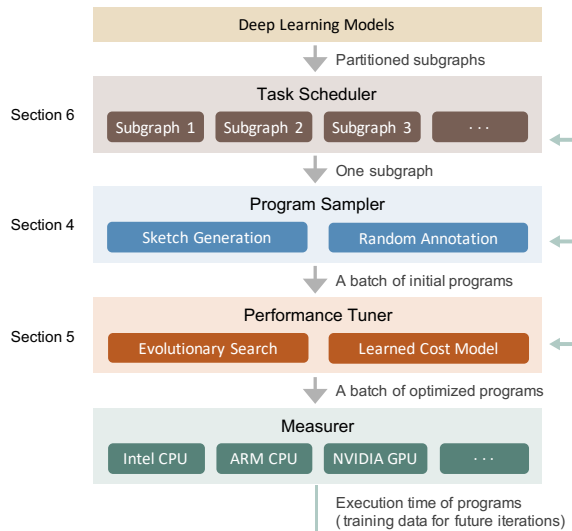 Deep Learning Models
Partitioned subgraphs
Task Scheduler
Section 6
Subgraph 1
Subgraph 2
Subgraph 3
. . .
One subgraph
Program Sampler
Section 4
Sketch Generation
Random Annotation
A batch of initial programs
Performance Tuner
Section 5
Evolutionary Search
Learned Cost Model
A batch of optimized programs
Measurer
Intel CPU
ARM CPU
NVIDIA GPU
. . .
Execution time of programs
( training data for future iterations)